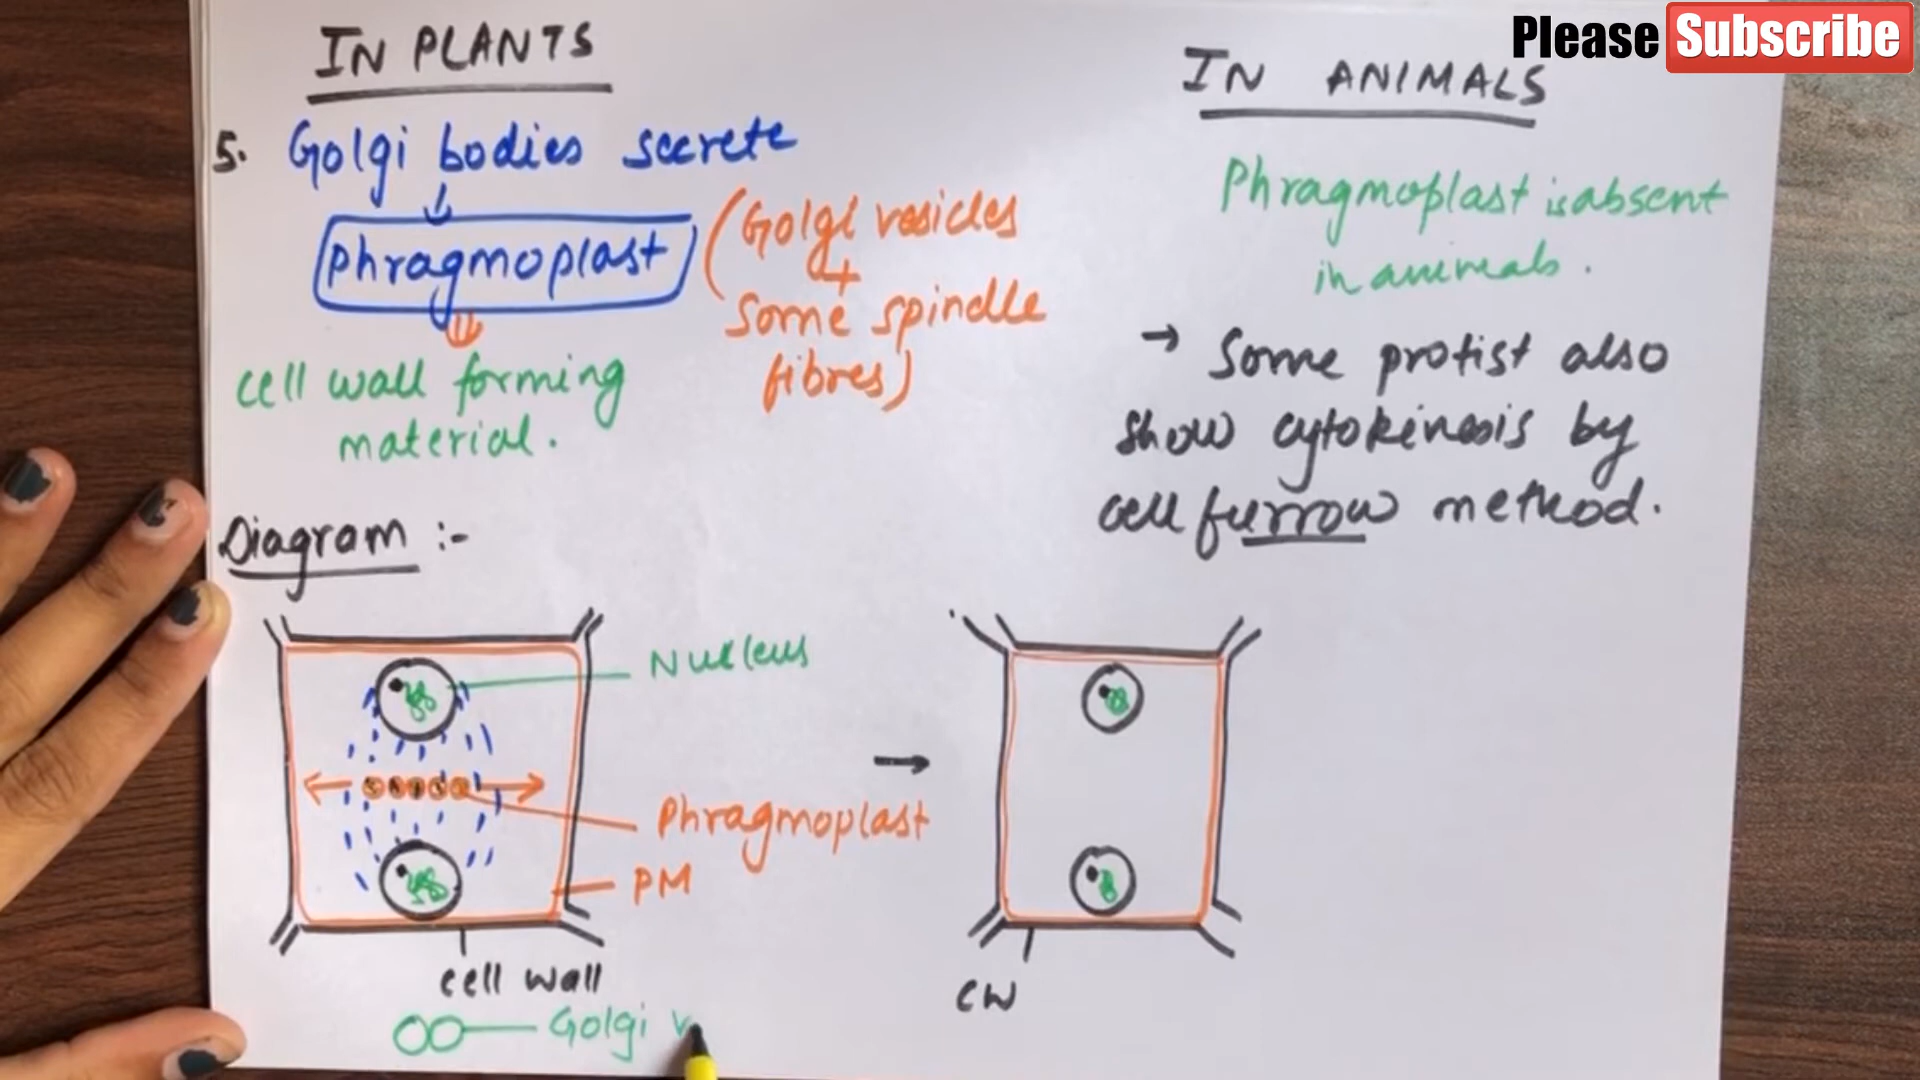 Please Subscribe
IN PLANTS
5. Golgi bodies secrete
Phragmoplast
(Golgi vesicles
+
Some spindle
fibres)
cell wall forming
material.
IN ANIMALS
Phragmoplast is absent
in animals.
→ Some protist also
show cytokinesis by
cell furrow method.
Diagram :-
Nucleus
Phragmoplast
PM
cell wall
Golgi v
CW